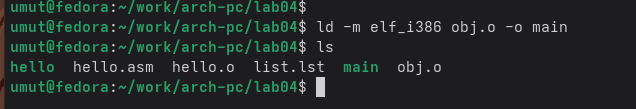 umut@fedora:~/work/arch-pc/lab04$
umut@fedora:~/work/arch-pc/lab04$ ld -m elf_i386 obj.o -o main
umut@fedora:~/work/arch-pc/lab04$ ls
hello hello.asm hello.o list.lst main obj.o
umut@fedora:~/work/arch-pc/lab04$